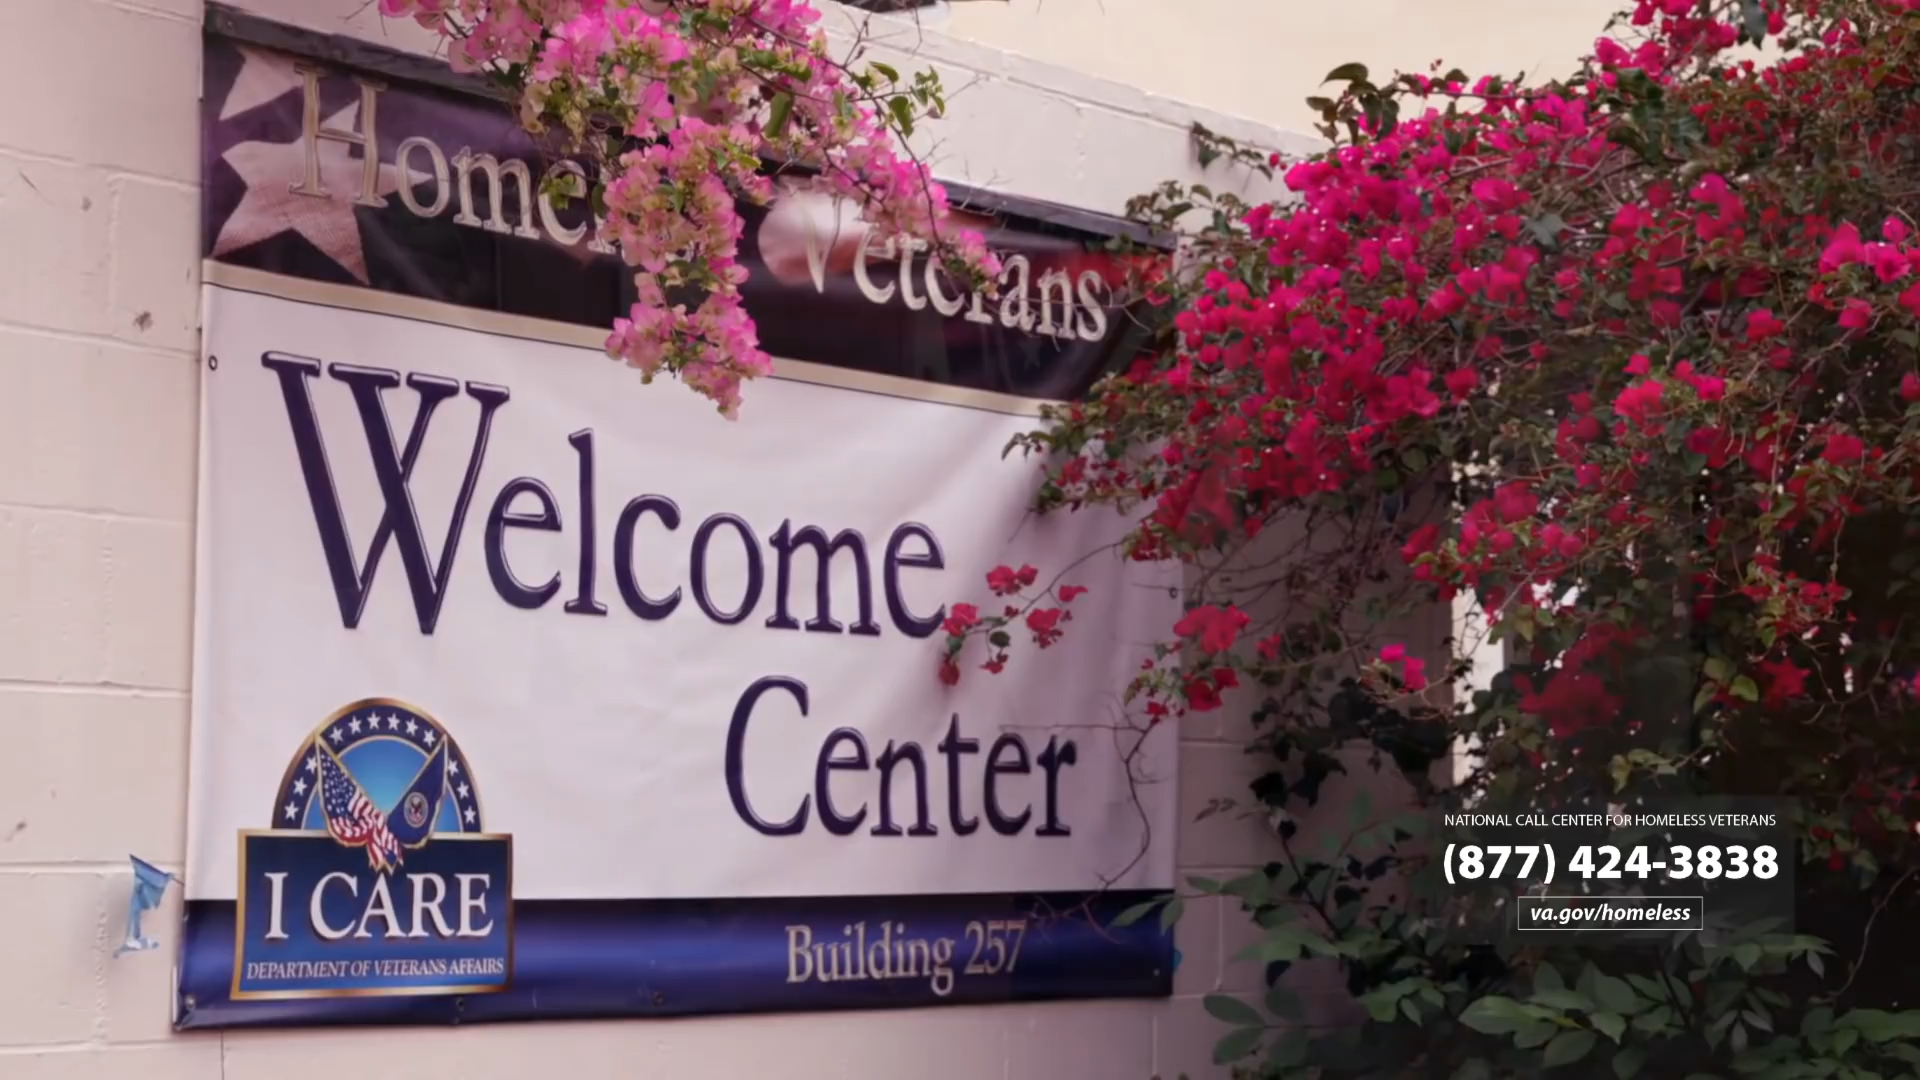 Veterans
Welcome
Center
I CARE
DEPARTMENT OF VETERANS AFFAIRS
Building 257
NATIONAL CALL CENTER FOR HOMELESS VETERANS
(877) 424-3838
va.gov/homeless